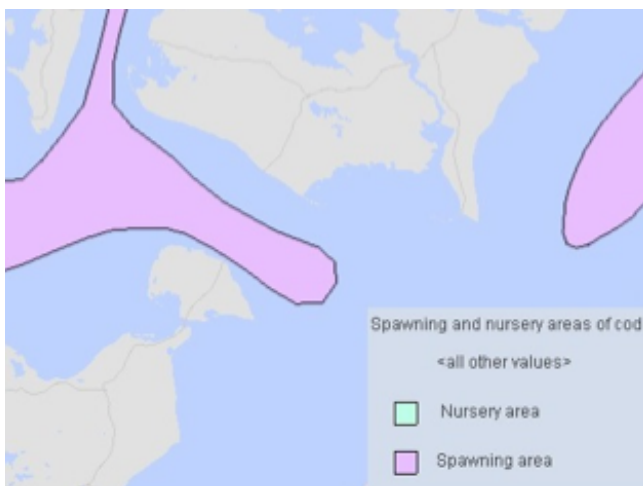 Spawning and nursery areas of cod
<all other values>
Nursery area
Spawning area